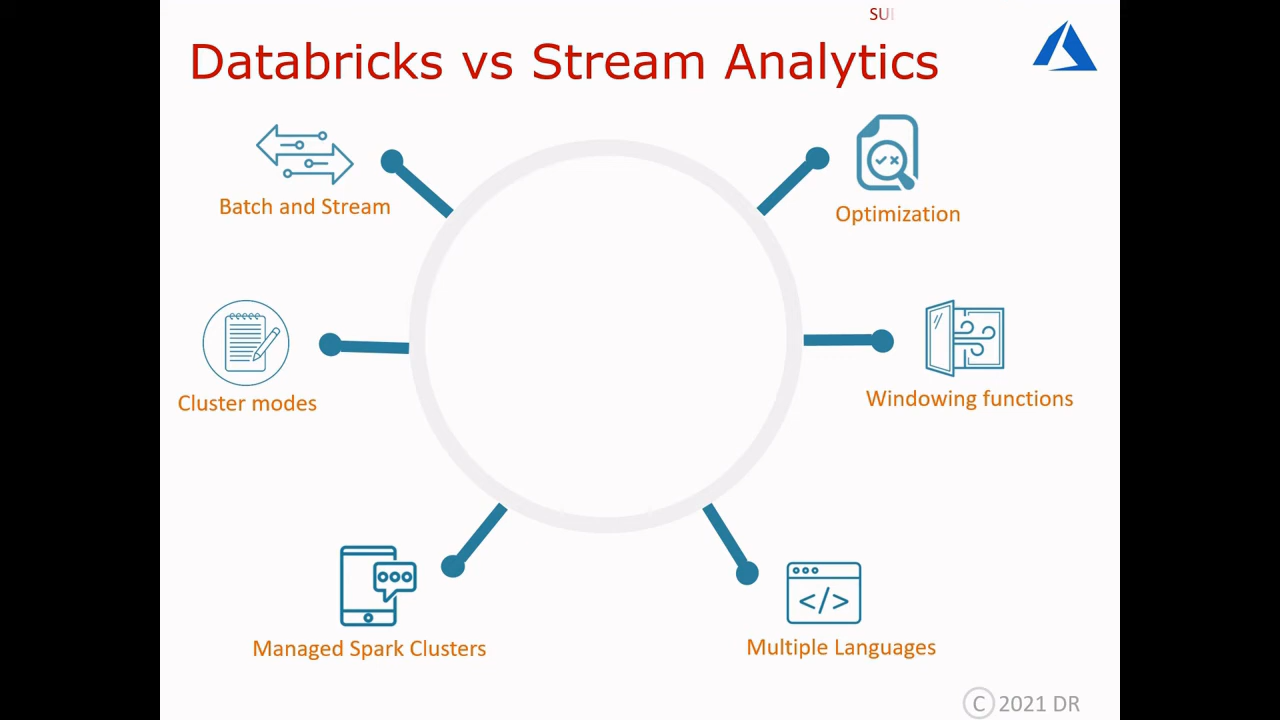 SU
Databricks vs Stream Analytics
Batch and Stream
Optimization
Cluster modes
Windowing functions
</>
Managed Spark Clusters
Multiple Languages
C 2021 DR